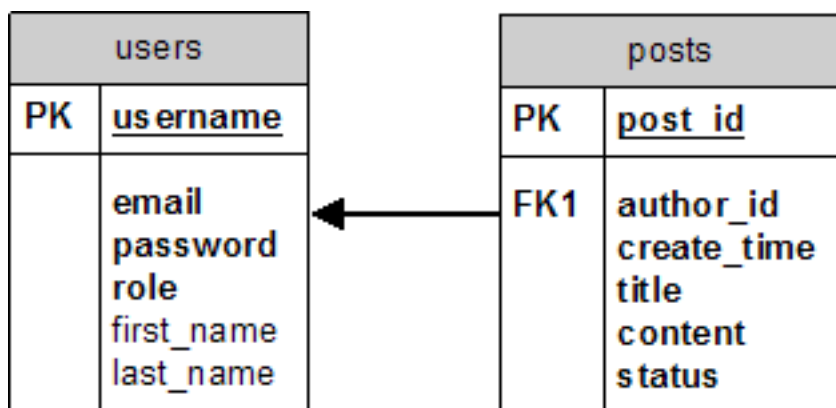 users
PK username
email
password
role
first_name
last_name
posts
PK post_id
FK1 author_id
create_time
title
content
status